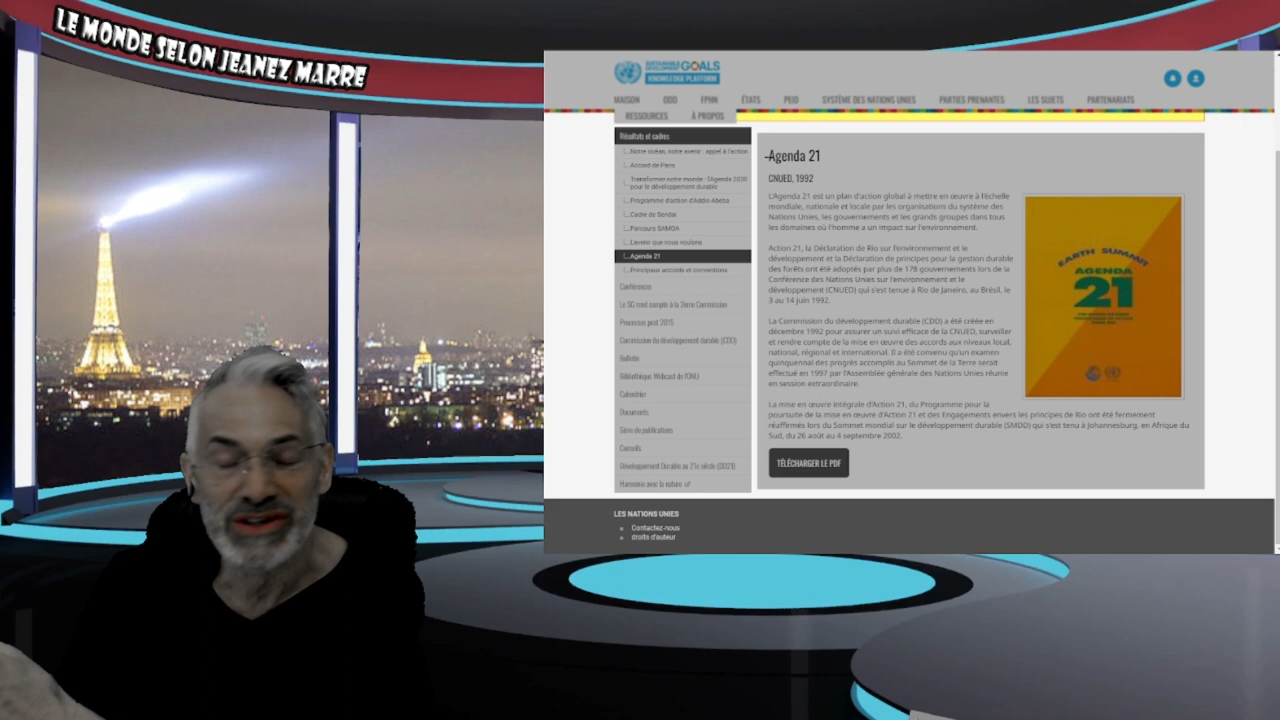 LE MONDE SELON JEANEZ MARRE
SUSTAINABLE DEVELOPMENT GOALS
KNOWLEDGE PLATFORM
MAISON ODD FPHN ÉTATS PEID SYSTÈME DES NATIONS UNIES PARTIES PRENANTES LES SUJETS PARTENARIATS
RESSOURCES À PROPOS
Résultats et cadres
Notre océan, notre avenir : appel à l'action
Accord de Paris
Transformer notre monde : l'Agenda 2030
pour le développement durable
Programme d'action d'Addis-Abeba
Cadre de Sendai
Parcours SAMOA
L'avenir que nous voulons
Agenda 21
Principaux accords et conventions
Conférences
Le SG rend compte à la 2ème Commission
Processus post 2015
Commission du développement durable (CDD)
Bulletin
Bibliothèque Webcast de l'ONU
Calendrier
Documents
Série de publications
Conseils
Développement Durable au 21e siècle (DD21)
Harmonie avec la nature
-Agenda 21
CNUED, 1992
L'Agenda 21 est un plan d'action global à mettre en œuvre à l'échelle
mondiale, nationale et locale par les organisations du système des
Nations Unies, les gouvernements et les grands groupes dans tous
les domaines où l'homme a un impact sur l'environnement.
Action 21, la Déclaration de Rio sur l'environnement et le
développement et la Déclaration de principes pour la gestion durable
des forêts ont été adoptés par plus de 178 gouvernements lors de la
Conférence des Nations Unies sur l'environnement et le
développement (CNUED) qui s'est tenue à Rio de Janeiro, au Brésil, le
3 au 14 juin 1992.
La Commission du développement durable (CDD) a été créée en
décembre 1992 pour assurer un suivi efficace de la CNUED, surveiller
et rendre compte de la mise en œuvre des accords aux niveaux local,
national, régional et international. Il a été convenu qu'un examen
quinquennal des progrès accomplis au Sommet de la Terre serait
effectué en 1997 par l'Assemblée générale des Nations Unies réunie
en session extraordinaire.
La mise en œuvre intégrale d'Action 21, du Programme pour la
poursuite de la mise en œuvre d'Action 21 et des Engagements envers les principes de Rio ont été fermement
réaffirmés lors du Sommet mondial sur le développement durable (SMDD) qui s'est tenu à Johannesburg, en Afrique du
Sud, du 26 août au 4 septembre 2002.
EARTH SUMMIT
AGENDA
21
TÉLÉCHARGER LE PDF
LES NATIONS UNIES
Contactez-nous
droits d'auteur